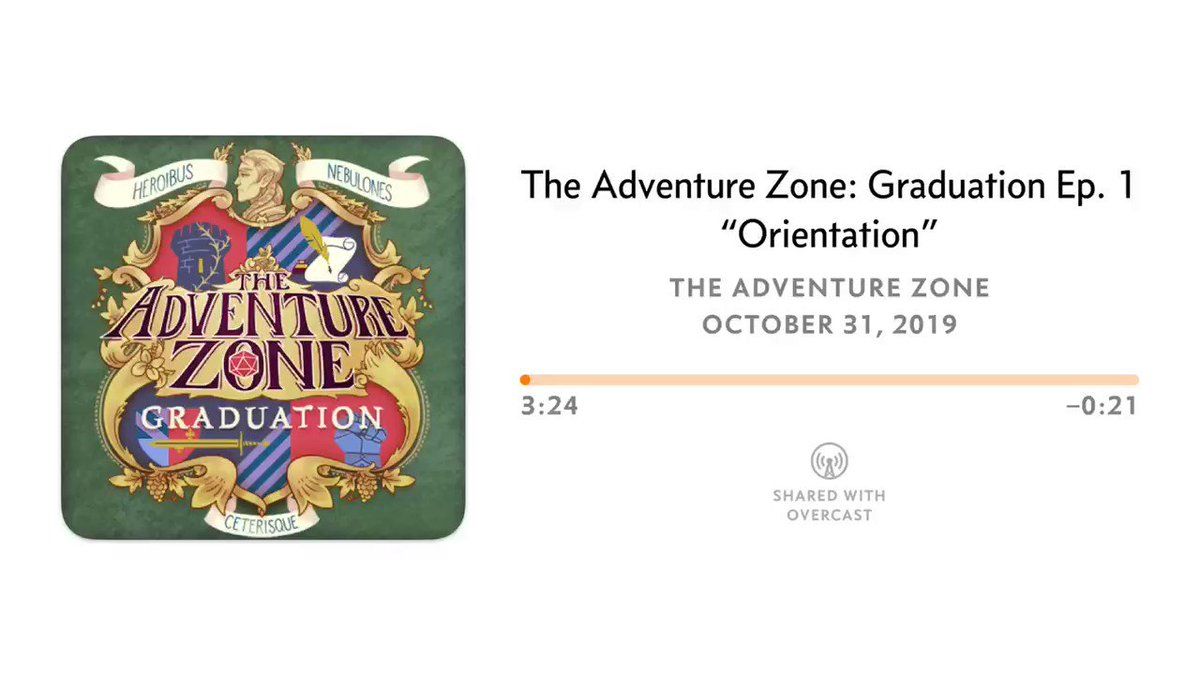 HEROIBUS
NEBULONES
THE
ADVENTURE
ZONE
GRADUATION
CETERISQUE
The Adventure Zone: Graduation Ep. 1
“Orientation”
THE ADVENTURE ZONE
OCTOBER 31, 2019
3:24
–0:21
SHARED WITH
OVERCAST